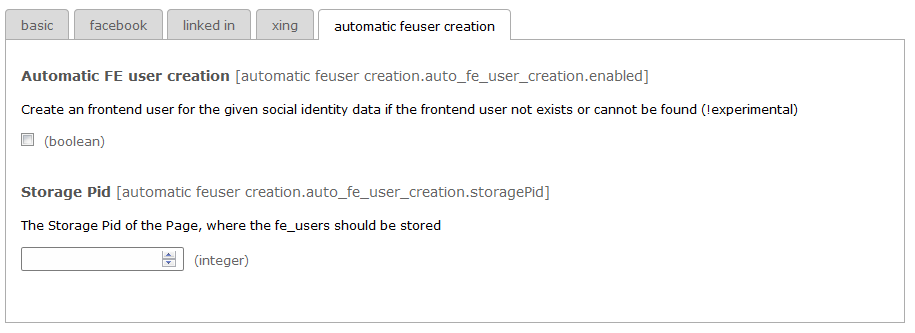 basic facebook linked in xing automatic feuser creation
Automatic FE user creation [automatic feuser creation.auto_fe_user_creation.enabled]
Create an frontend user for the given social identity data if the frontend user not exists or cannot be found (!experimental)
(boolean)
Storage Pid [automatic feuser creation.auto_fe_user_creation.storagePid]
The Storage Pid of the Page, where the fe_users should be stored
(integer)